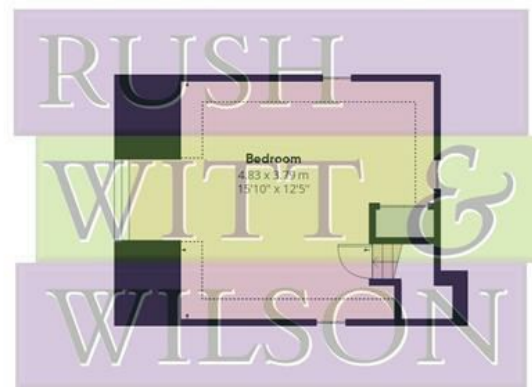 RUSH
Bedroom
4.83 x 3.79 m
15'10" x 12'5"
WITT &
WILSON